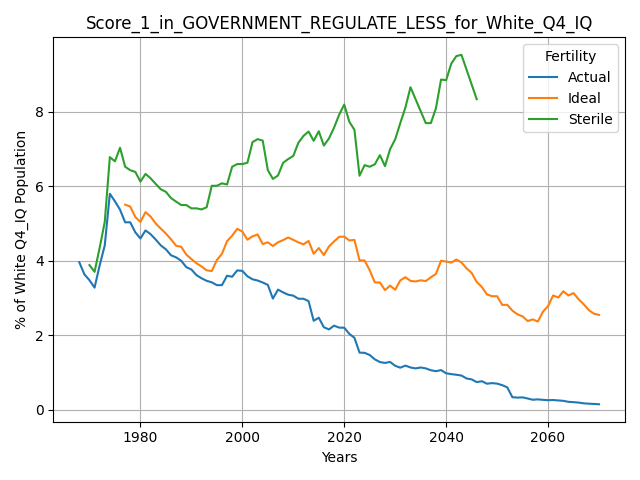 Score_1_in_GOVERNMENT_REGULATE_LESS_for_White_Q4_IQ
% of White Q4_IQ Population
8
6
4
2
0
Fertility
Actual
Ideal
Sterile
1980 2000 2020 2040 2060
Years